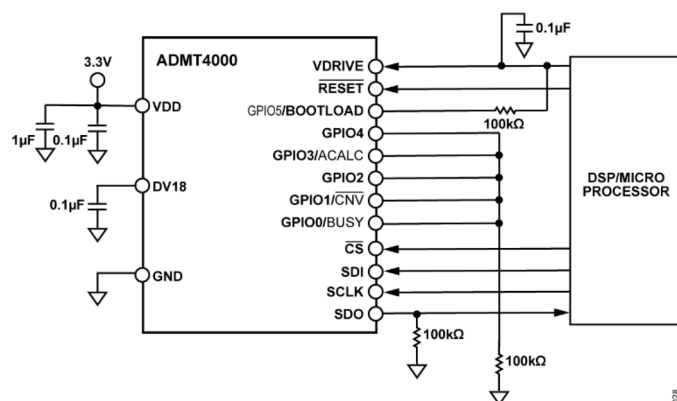 ADMT4000
3.3V
VDD
1µF
0.1µF
DV18
0.1µF
GND
VDRIVE
RESET
GPIO5/BOOTLOAD
GPIO4
GPIO3/ACALC
GPIO2
GPIO1/CNV
GPIO0/BUSY
CS
SDI
SCLK
SDO
0.1µF
100kΩ
100kΩ
100kΩ
DSP/MICRO
PROCESSOR
028